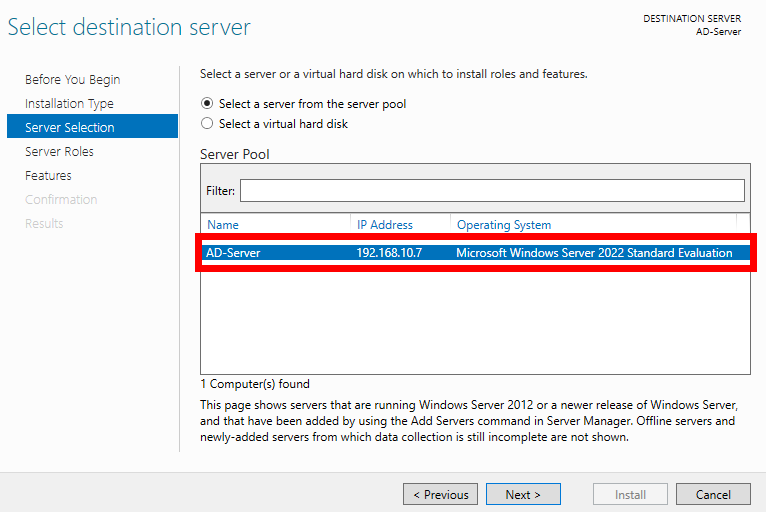 Select destination server
DESTINATION SERVER
AD-Server
Before You Begin
Installation Type
Server Selection
Server Roles
Features
Confirmation
Results
Select a server or a virtual hard disk on which to install roles and features.
Select a server from the server pool
Select a virtual hard disk
Server Pool
Filter:
Name IP Address Operating System
AD-Server 192.168.10.7 Microsoft Windows Server 2022 Standard Evaluation
1 Computer(s) found
This page shows servers that are running Windows Server 2012 or a newer release of Windows Server,
and that have been added by using the Add Servers command in Server Manager. Offline servers and
newly-added servers from which data collection is still incomplete are not shown.
< Previous Next > Install Cancel